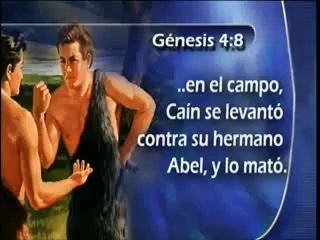 Génesis 4:8
..en el campo,
Caín se levantó
contra su hermano
Abel, y lo mató.